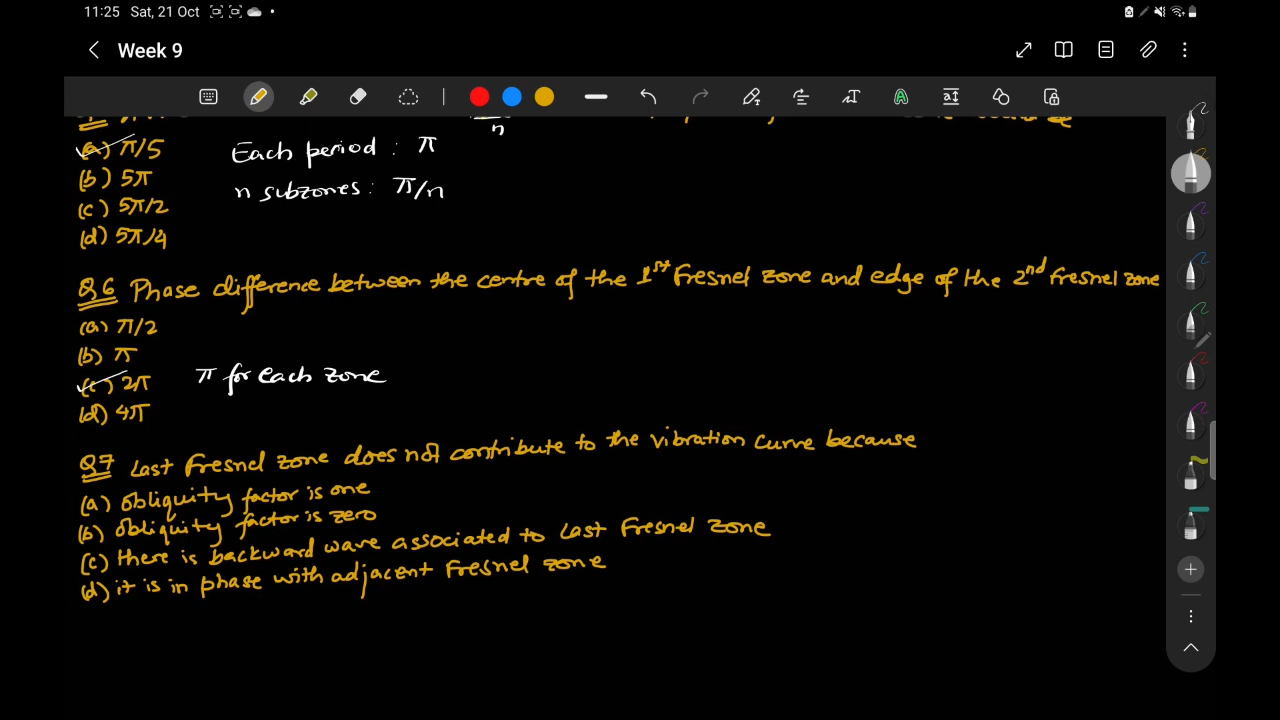 11:25 Sat, 21 Oct
Week 9
n
(a) π/5
Each period : π
(b) 5π
n subzones : π/n
(c) 5π/2
(d) 5π/4
Q6 Phase difference between the centre of the 1st Fresnel zone and edge of the 2nd Fresnel zone
(a) π/2
(b) π
(c) 2π
π for each zone
(d) 4π
Q7 Last Fresnel zone does not contribute to the vibration curve because
(a) obliquity factor is one
(b) obliquity factor is zero
(c) there is backward wave associated to last Fresnel zone
(d) it is in phase with adjacent Fresnel zone